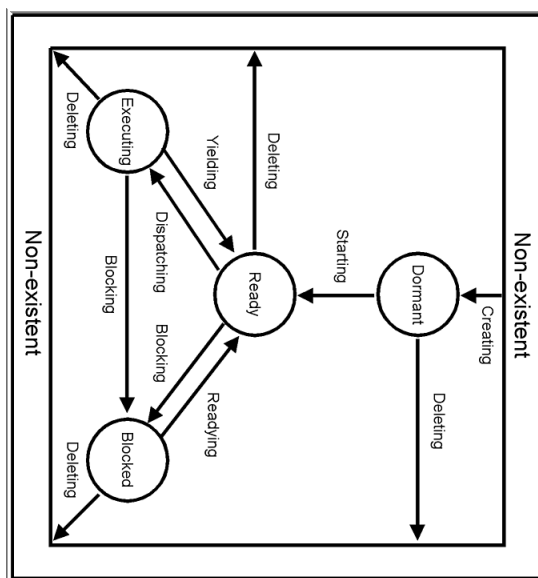 Non-existent
Creating
Dormant
Deleting
Starting
Deleting
Ready
Yielding
Readying
Dispatching
Blocking
Executing
Blocking
Blocked
Deleting
Deleting
Non-existent